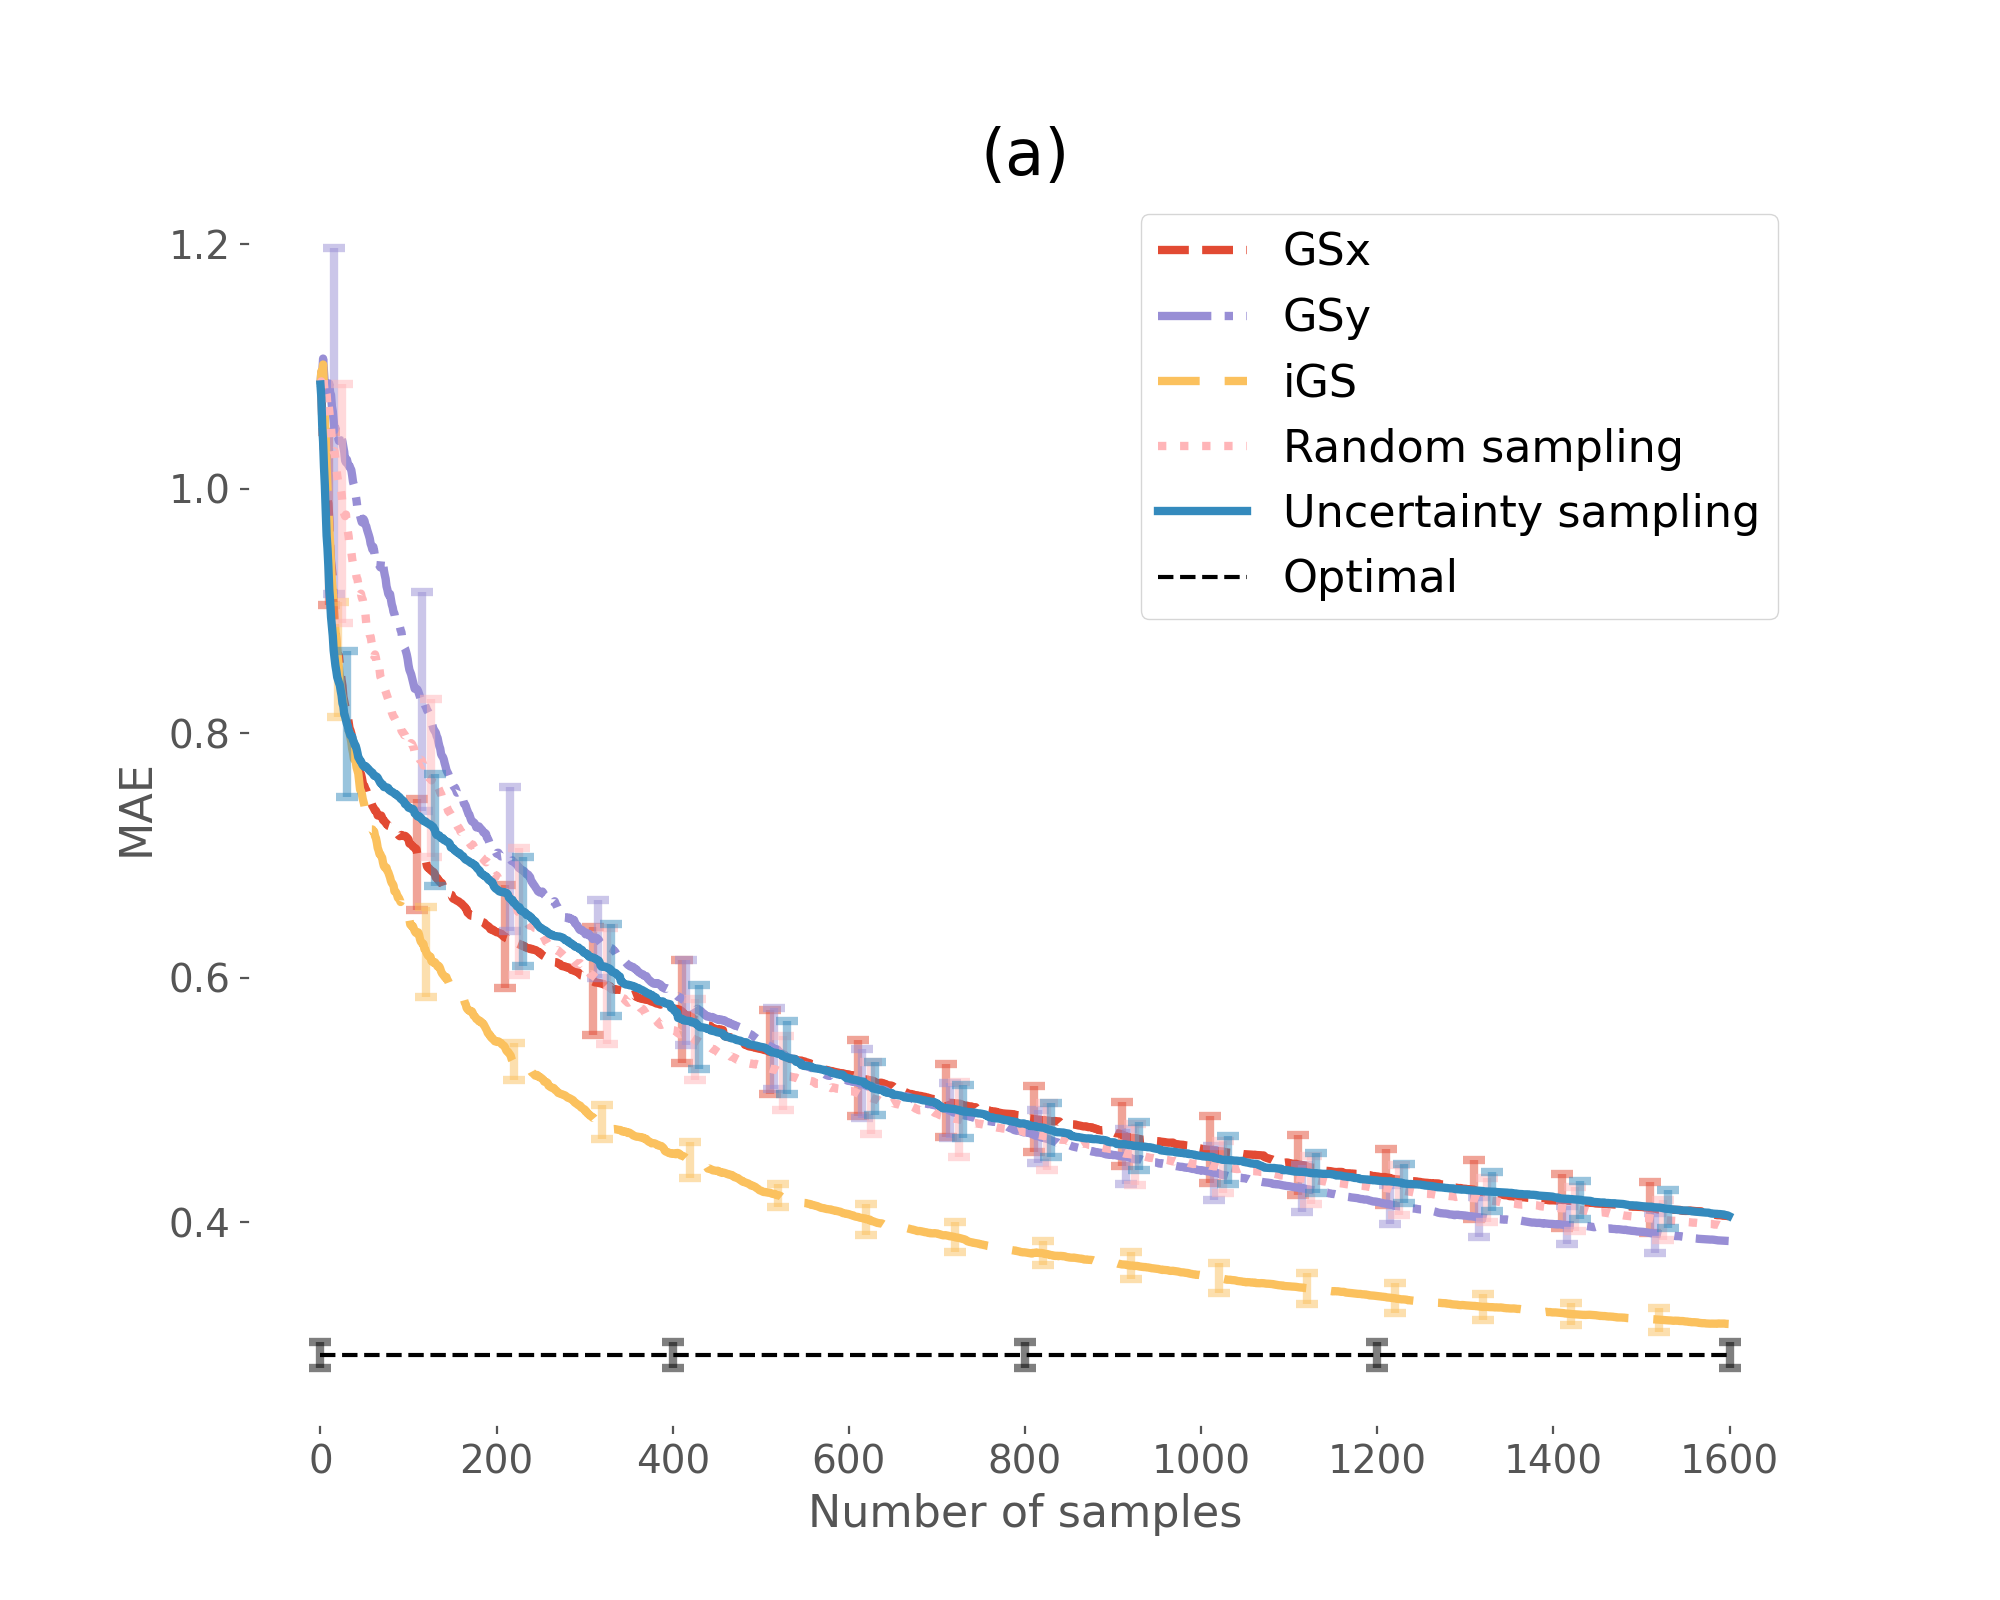 (a)
1.2
1.0
0.8
0.6
0.4
MAE
GSx
GSy
iGS
Random sampling
Uncertainty sampling
Optimal
0 200 400 600 800 1000 1200 1400 1600
Number of samples